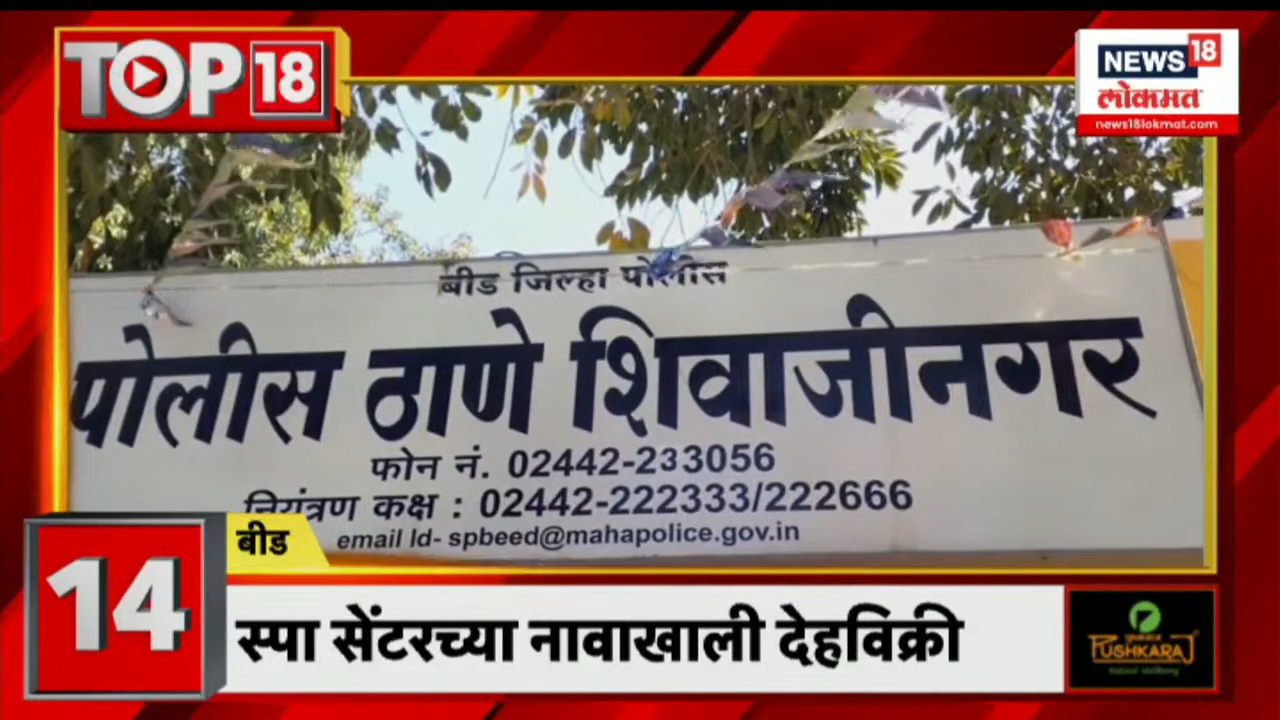 TOP 18
NEWS 18
लोकमत
news18lokmat.com
बीड जिल्हा पोलीस
पोलीस ठाणे शिवाजीनगर
फोन नं. 02442-233056
नियंत्रण कक्ष : 02442-222333/222666
email Id- spbeed@mahapolice.gov.in
बीड
14
स्पा सेंटरच्या नावाखाली देहविक्री
PUSHKARAJ